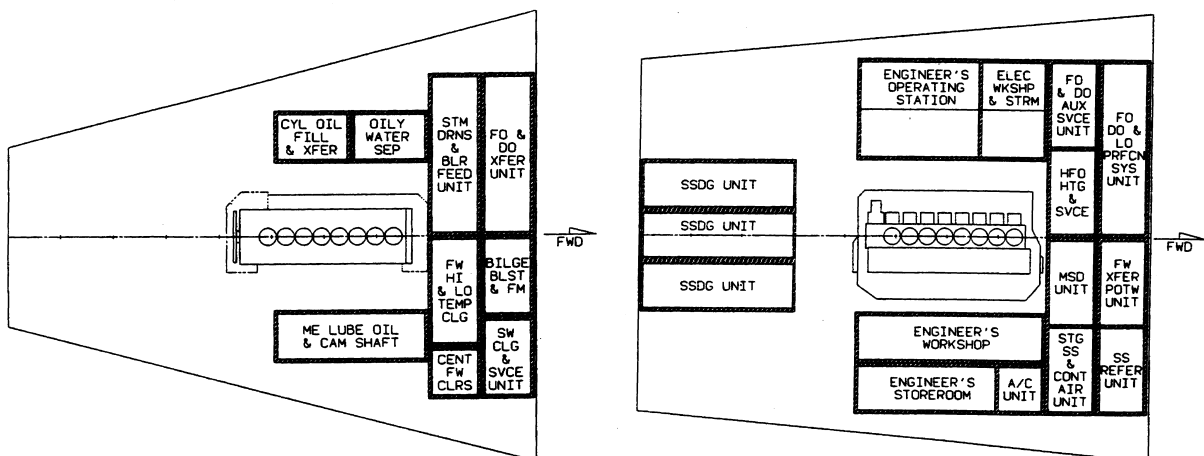 CYL OIL
FILL
& XFER
OILY
WATER
SEP
STM
DRNS
&
BLR
FEED
UNIT
FO &
DO
XFER
UNIT
FW
HI
& LO
TEMP
CLG
BILGE
BLST
& FM
ME LUBE OIL
& CAM SHAFT
CENT
FW
CLRS
SW
CLG
&
SVCE
UNIT
FWD
ENGINEER'S
OPERATING
STATION
ELEC
WKSHP
& STRM
FO
& DO
AUX
SVCE
UNIT
FO
DO &
LO
PRFCN
SYS
UNIT
HFO
HTG
&
SVCE
SSDG UNIT
SSDG UNIT
SSDG UNIT
MSD
UNIT
FW
XFER
POTW
UNIT
ENGINEER'S
WORKSHOP
STG
SS
&
CONT
AIR
UNIT
SS
REFER
UNIT
ENGINEER'S
STOREROOM
A/C
UNIT
FWD